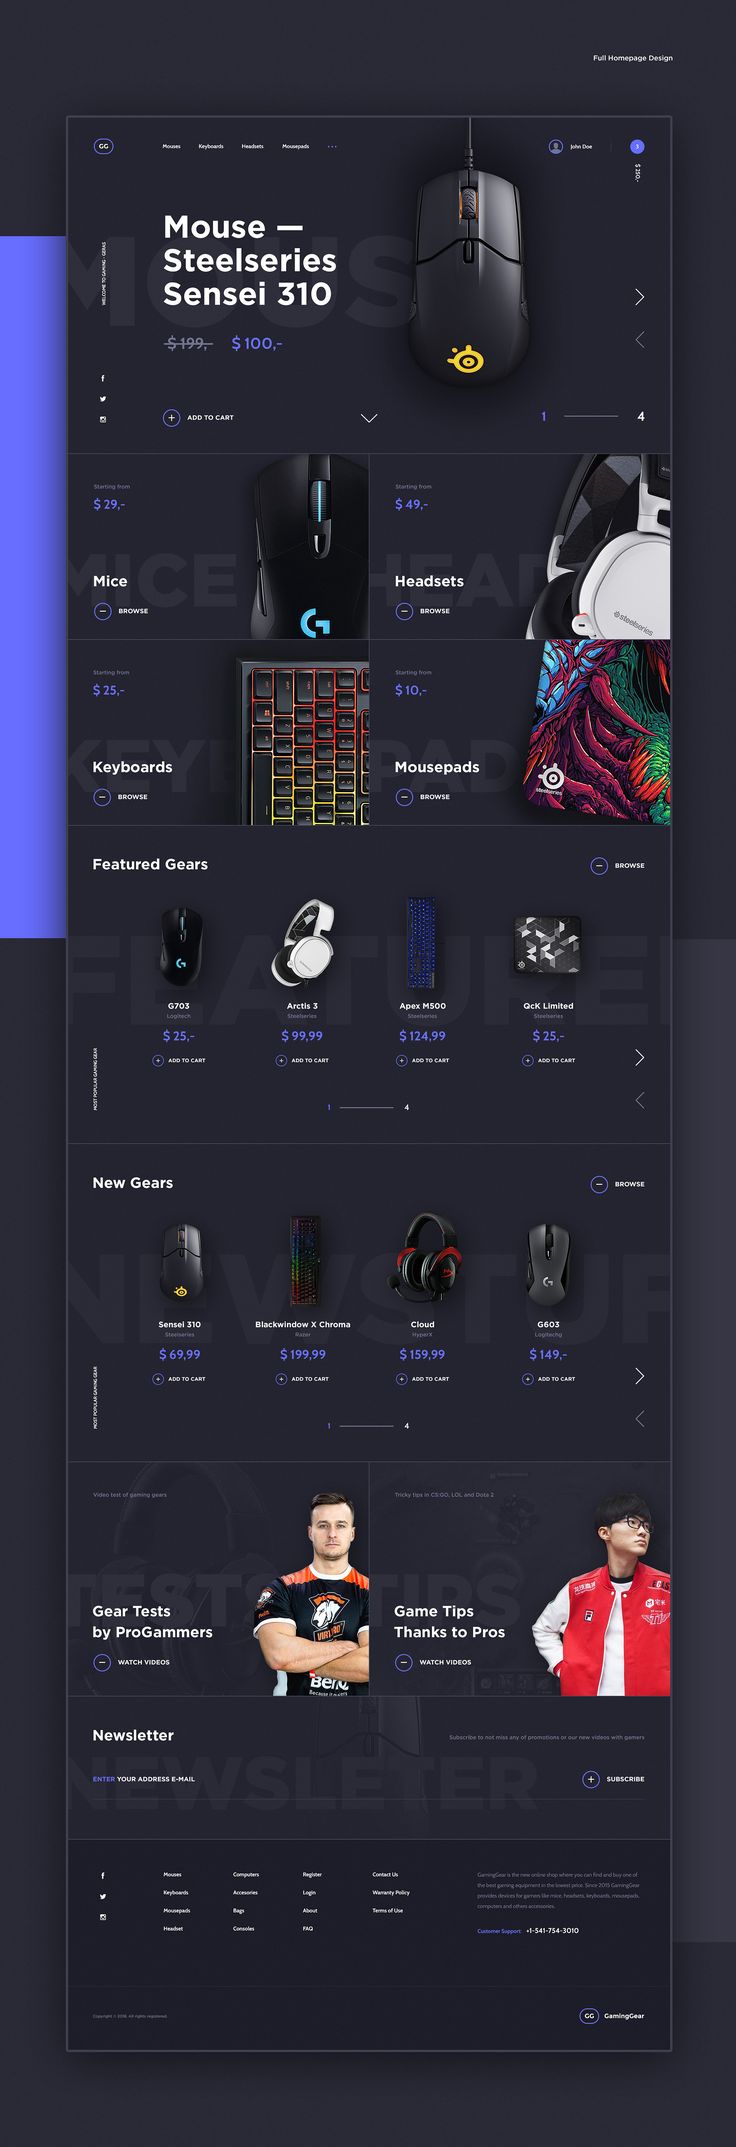 Full Homepage Design
GG
Mouses
Keyboards
Headsets
Mousepads
John Doe
3
$ 250,-
WELCOME TO GAMING - GERAS
MOUS
Mouse —
Steelseries
Sensei 310
$ 199,-
$ 100,-
ADD TO CART
1
4
Starting from
$ 29,-
MICE
Mice
BROWSE
Starting from
$ 49,-
HEAD
Headsets
BROWSE
steelseries
Starting from
$ 25,-
Keyboards
BROWSE
Starting from
$ 10,-
PAD
Mousepads
BROWSE
steelseries
Featured Gears
BROWSE
FEATURE
G703
Logitech
$ 25,-
ADD TO CART
Arctis 3
Steelseries
$ 99,99
ADD TO CART
Apex M500
Steelseries
$ 124,99
ADD TO CART
QcK Limited
Steelseries
$ 25,-
ADD TO CART
MOST POPULAR GAMING GEAR
1
4
New Gears
BROWSE
NEWSTUF
Sensei 310
Steelseries
$ 69,99
ADD TO CART
Blackwindow X Chroma
Razer
$ 199,99
ADD TO CART
Cloud
HyperX
$ 159,99
ADD TO CART
G603
Logitechg
$ 149,-
ADD TO CART
MOST POPULAR GAMING GEAR
1
4
Video test of gaming gears
TESTS
Gear Tests
by ProGammers
WATCH VIDEOS
BenQ
Because it matters
Tricky tips in CS:GO, LOL and Dota 2
TIPS
Game Tips
Thanks to Pros
WATCH VIDEOS
Newsletter
Subscribe to not miss any of promotions or our new videos with gamers
NEWSLETER
ENTER YOUR ADDRESS E-MAIL
SUBSCRIBE
Mouses
Keyboards
Mousepads
Headset
Computers
Accesories
Bags
Consoles
Register
Login
About
FAQ
Contact Us
Warranty Policy
Terms of Use
GamingGear is the new online shop where you can find and buy one of
the best gaming equipment in the lowest price. Since 2015 GamingGear
provides devices for gamers like mice, headsets, keyboards, mousepads,
computers and others accessories.
Customer Support: +1-541-754-3010
Copyright © 2018. All rights registered.
GG
GamingGear